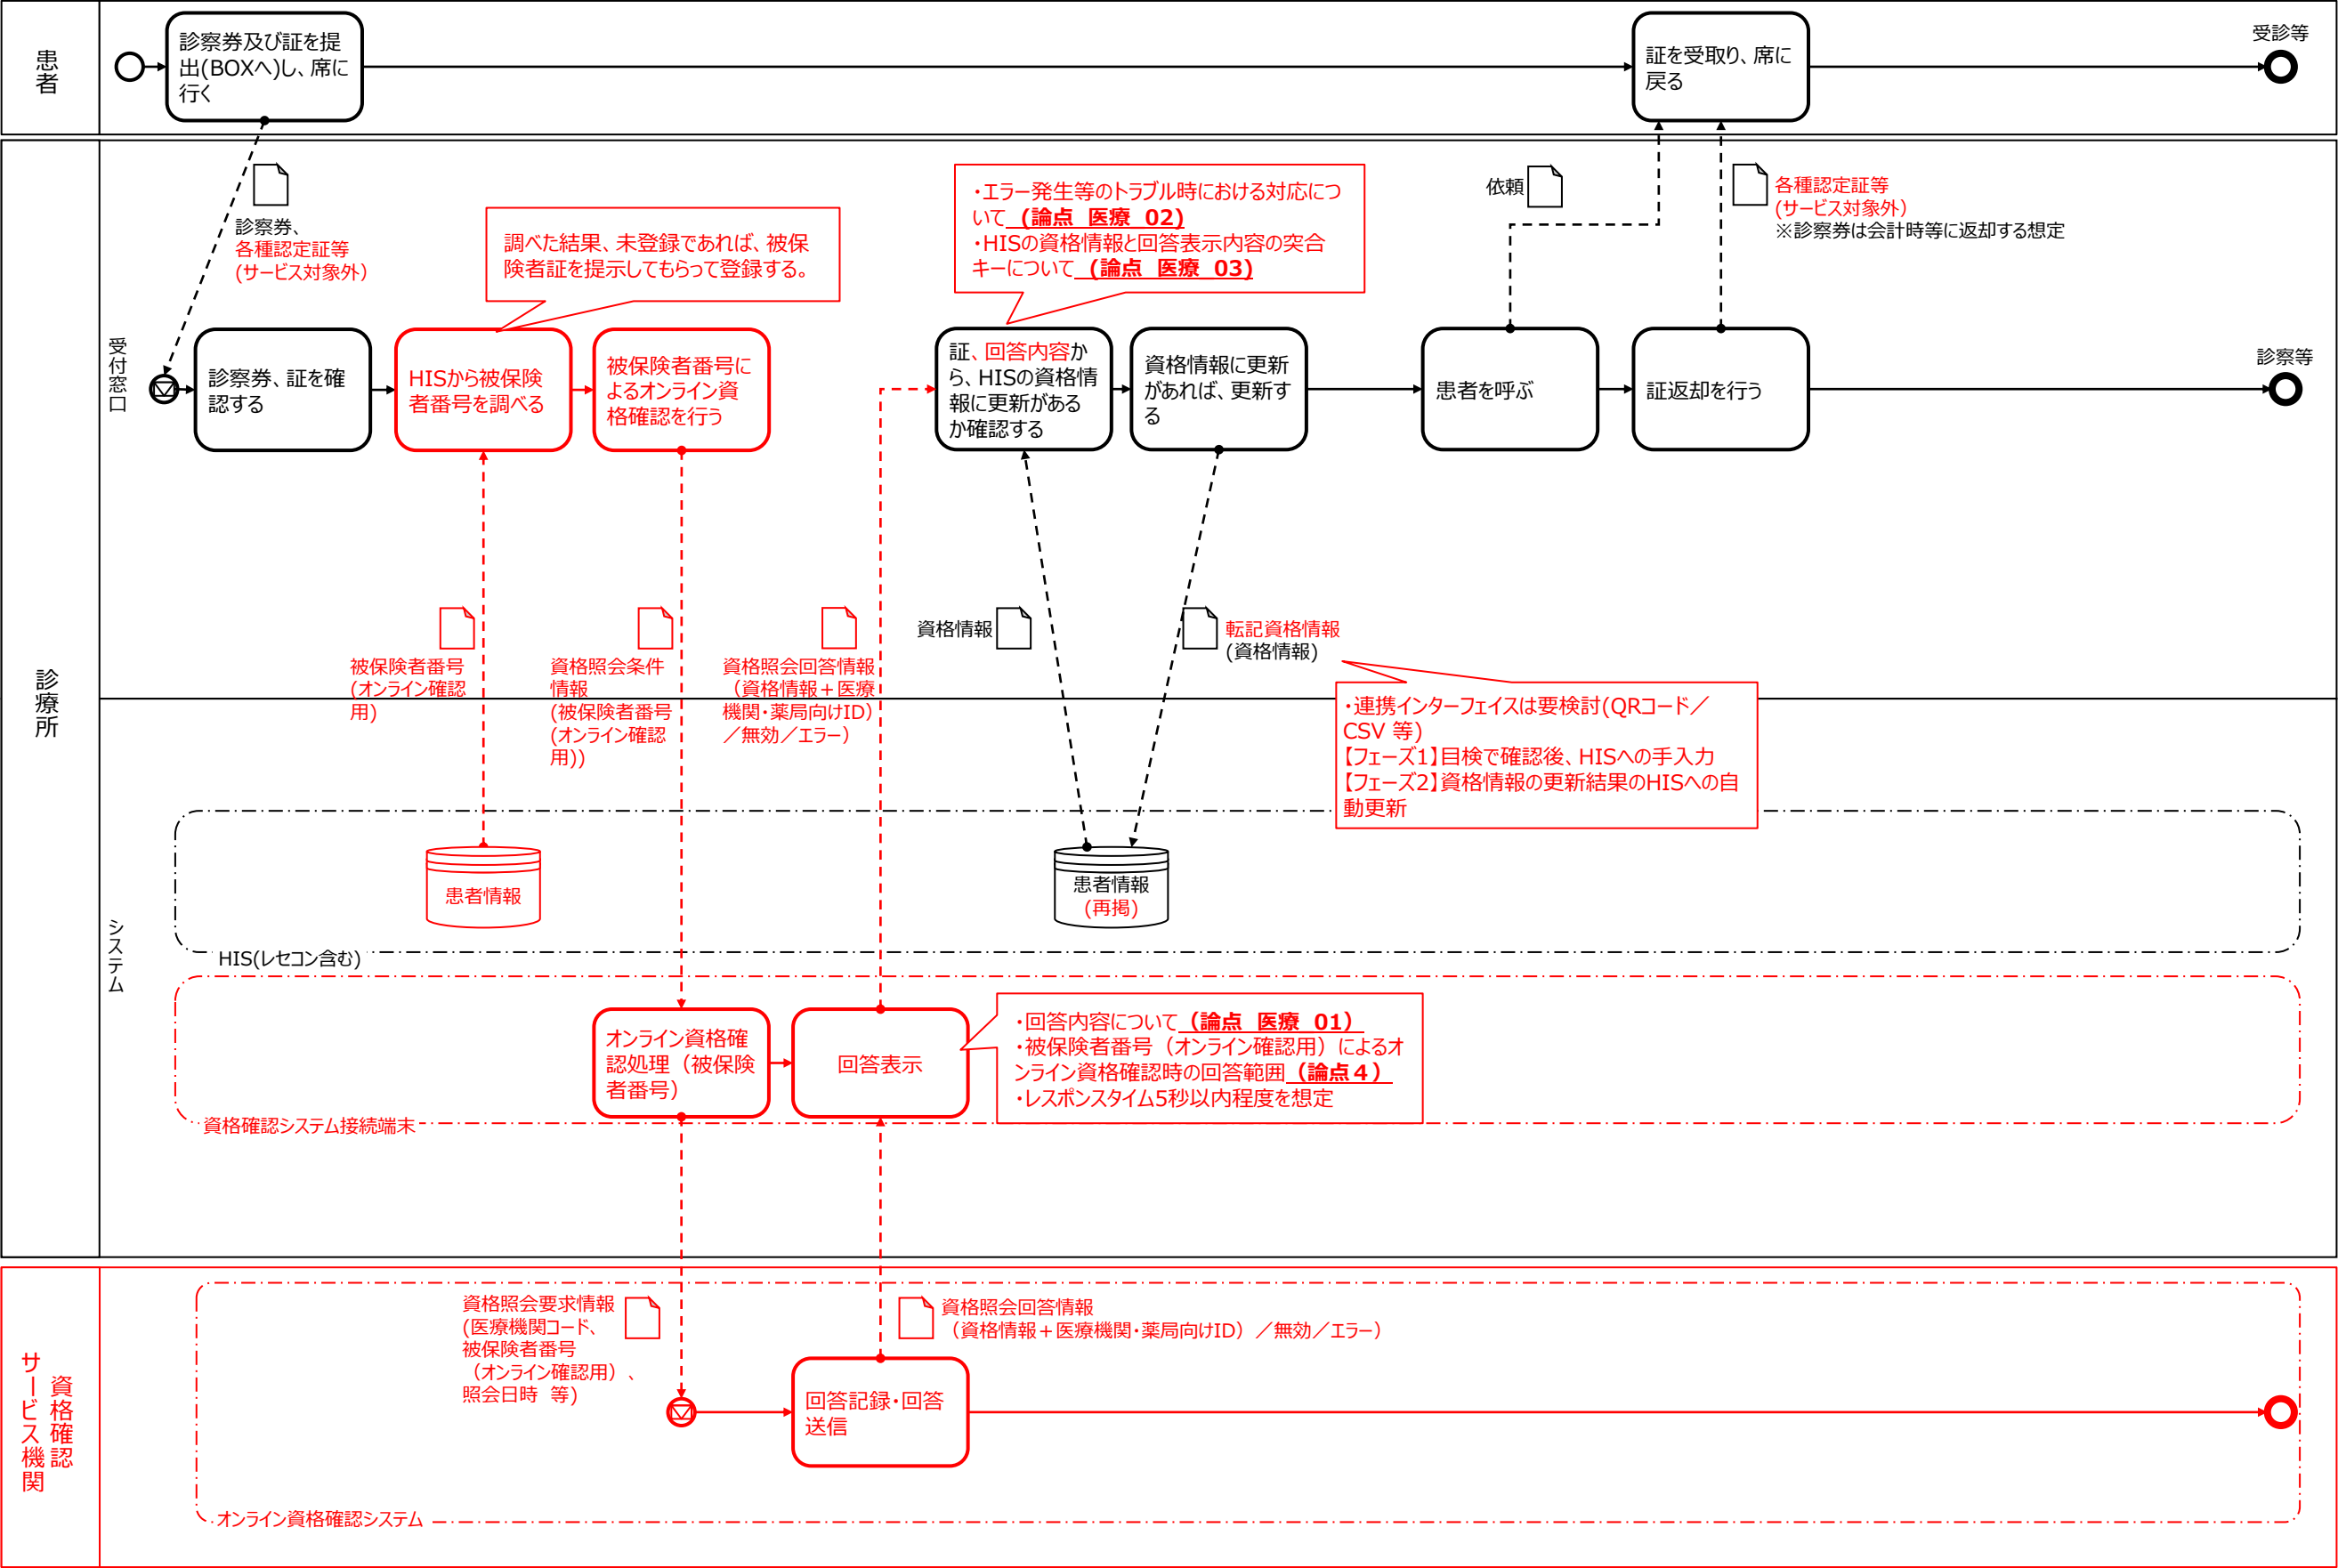 患者
診察券及び証を提
出(BOXへ)し、席に
行く
証を受取り、席に
戻る
受診等
診療所
受付窓口
診察券、
各種認定証等
(サービス対象外)
調べた結果、未登録であれば、被保
険者証を提示してもらって登録する。
・エラー発生等のトラブル時における対応につ
いて (論点 医療 02)
・HISの資格情報と回答表示内容の突合
キーについて (論点 医療 03)
依頼
各種認定証等
(サービス対象外)
※診察券は会計時等に返却する想定
診察券、証を確
認する
HISから被保険
者番号を調べる
被保険者番号に
よるオンライン資
格確認を行う
証、回答内容か
ら、HISの資格情
報に更新がある
か確認する
資格情報に更新
があれば、更新す
る
患者を呼ぶ
証返却を行う
診察等
被保険者番号
(オンライン確認
用)
資格照会条件
情報
(被保険者番号
(オンライン確認
用))
資格照会回答情報
（資格情報＋医療
機関・薬局向けID）
／無効／エラー）
資格情報
転記資格情報
(資格情報)
・連携インターフェイスは要検討(QRコード／
CSV 等)
【フェーズ1】目検で確認後、HISへの手入力
【フェーズ2】資格情報の更新結果のHISへの自
動更新
システム
患者情報
患者情報
(再掲)
HIS(レセコン含む)
オンライン資格確
認処理（被保険
者番号）
回答表示
・回答内容について（論点 医療 01）
・被保険者番号（オンライン確認用）によるオ
ンライン資格確認時の回答範囲（論点４）
・レスポンスタイム5秒以内程度を想定
資格確認システム接続端末
資格確認
サービス機関
資格照会要求情報
(医療機関コード、
被保険者番号
（オンライン確認用）、
照会日時 等)
資格照会回答情報
（資格情報＋医療機関・薬局向けID）／無効／エラー）
回答記録・回答
送信
オンライン資格確認システム